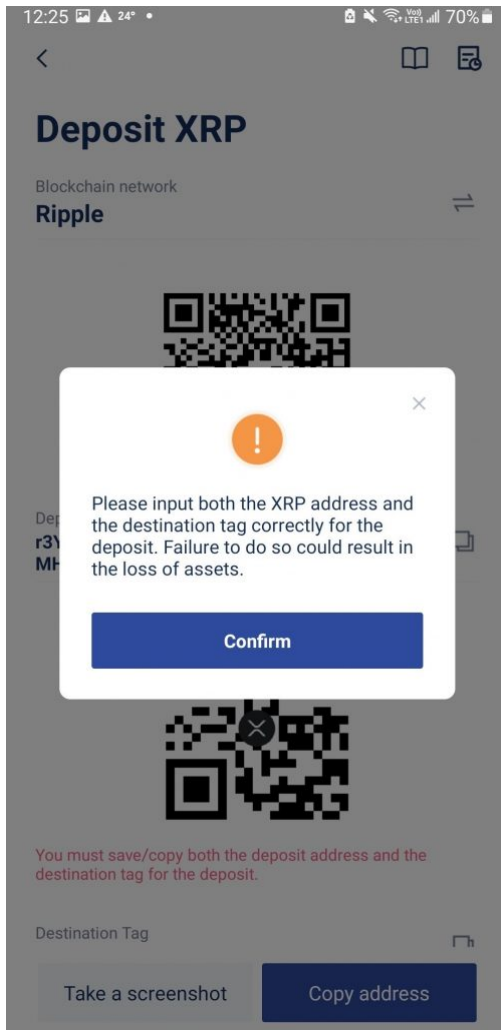 12:25 24° 70%
Deposit XRP
Blockchain network
Ripple
Please input both the XRP address and
the destination tag correctly for the
deposit. Failure to do so could result in
the loss of assets.
Confirm
You must save/copy both the deposit address and the
destination tag for the deposit.
Destination Tag
Take a screenshot
Copy address